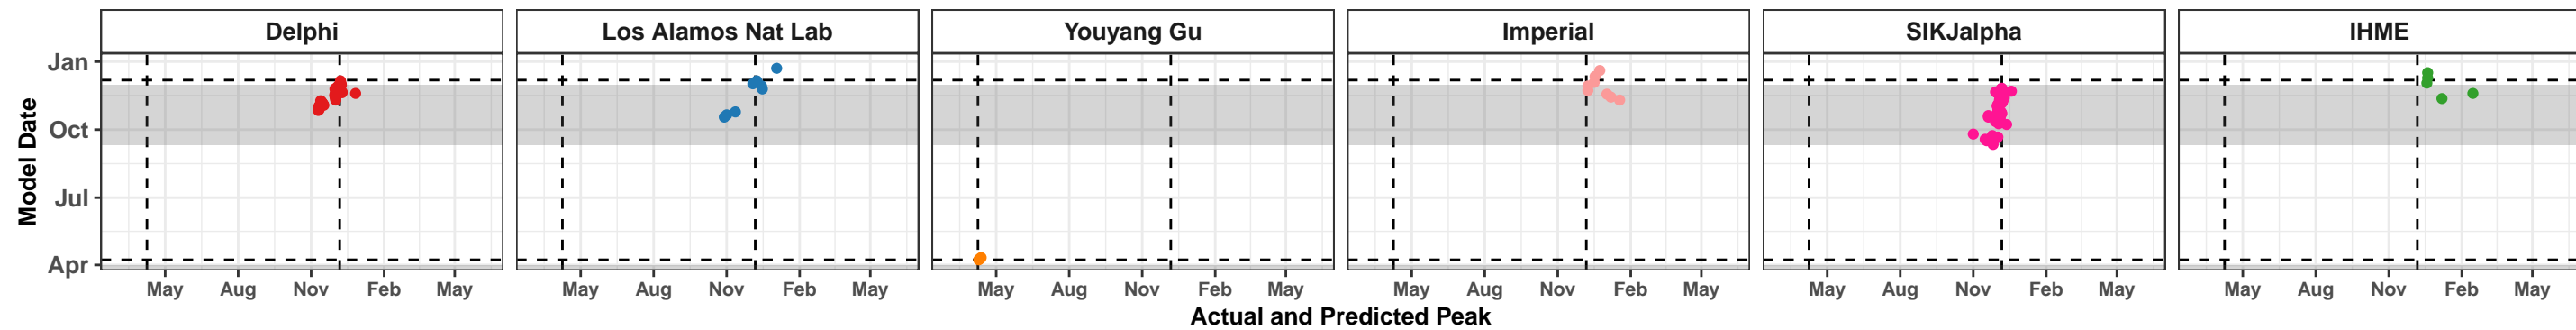 Delphi Los Alamos Nat Lab Youyang Gu Imperial SIKJalpha IHME
Jan
Oct
Jul
Apr
Model Date
May Aug Nov Feb May May Aug Nov Feb May May Aug Nov Feb May May Aug Nov Feb May May Aug Nov Feb May May Aug Nov Feb May
Actual and Predicted Peak